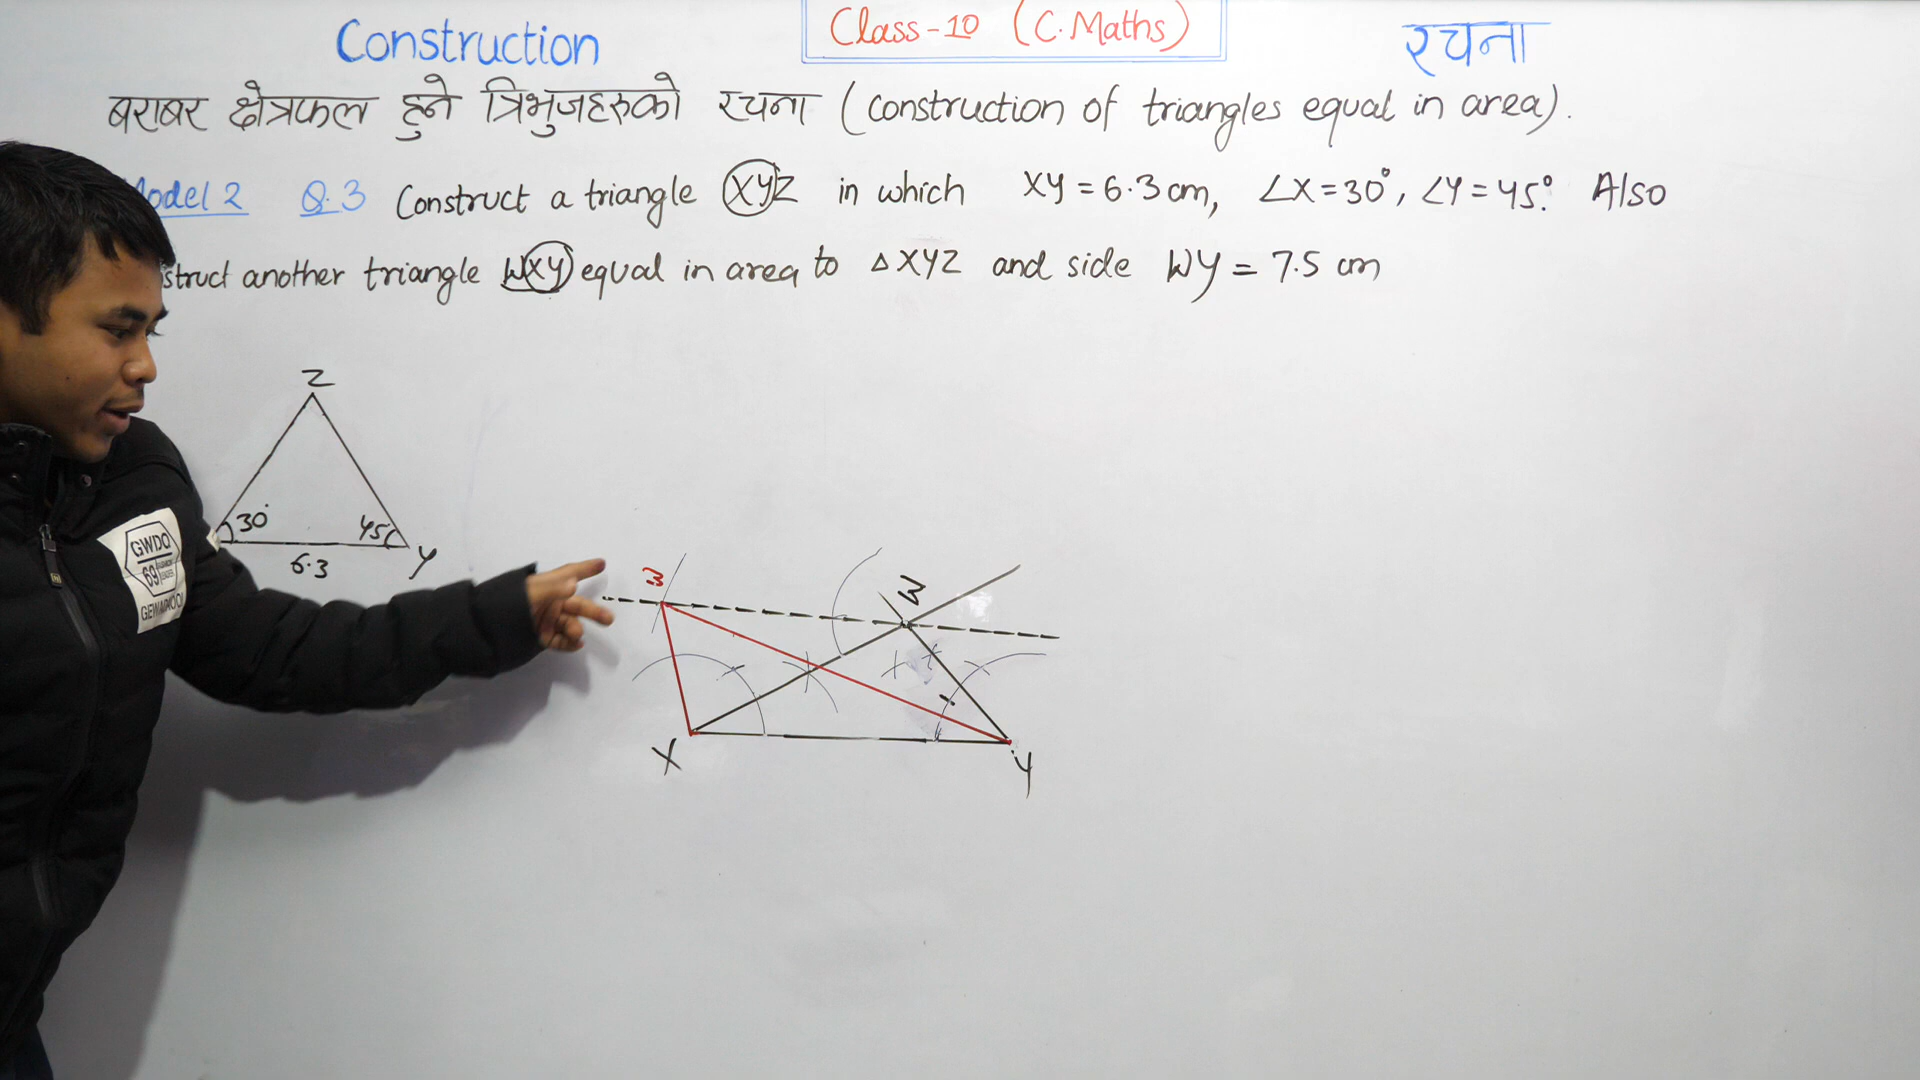 Construction
Class-10 (C.Maths)
रचना
बराबर क्षेत्रफल हुने त्रिभुजहरुको रचना (construction of triangles equal in area).
Model 2 Q.3 Construct a triangle XYZ in which XY = 6.3 cm, ∠X = 30°, ∠Y = 45°. Also
struct another triangle WXY equal in area to △XYZ and side WY = 7.5 cm
Z
30°
45
6.3
Y
W
X
Y
GWDO
69